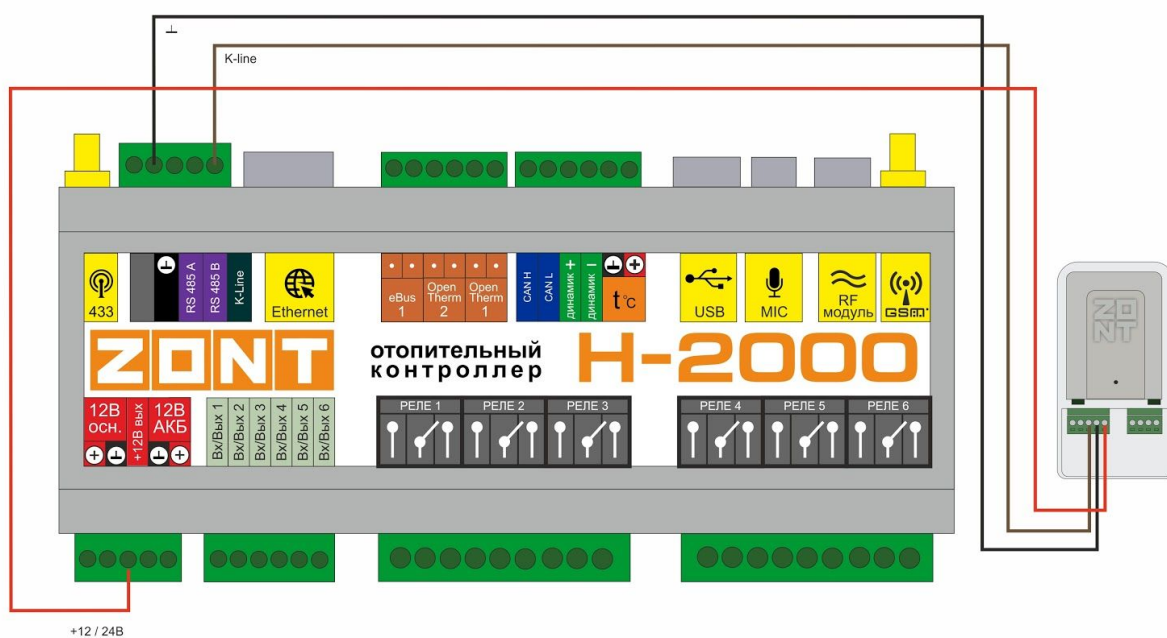 ⊥
K-line
433
RS 485 A
RS 485 B
K-Line
Ethernet
eBus
1
Open
Therm
2
Open
Therm
1
CAN H
CAN L
динамик +
динамик −
t°c
USB
MIC
RF
модуль
GSM
ZONT
отопительный
контроллер
H-2000
12В
осн.
+12В вых
12В
АКБ
Вх/Вых 1
Вх/Вых 2
Вх/Вых 3
Вх/Вых 4
Вх/Вых 5
Вх/Вых 6
РЕЛЕ 1
РЕЛЕ 2
РЕЛЕ 3
РЕЛЕ 4
РЕЛЕ 5
РЕЛЕ 6
ZO
NT
+12 / 24В